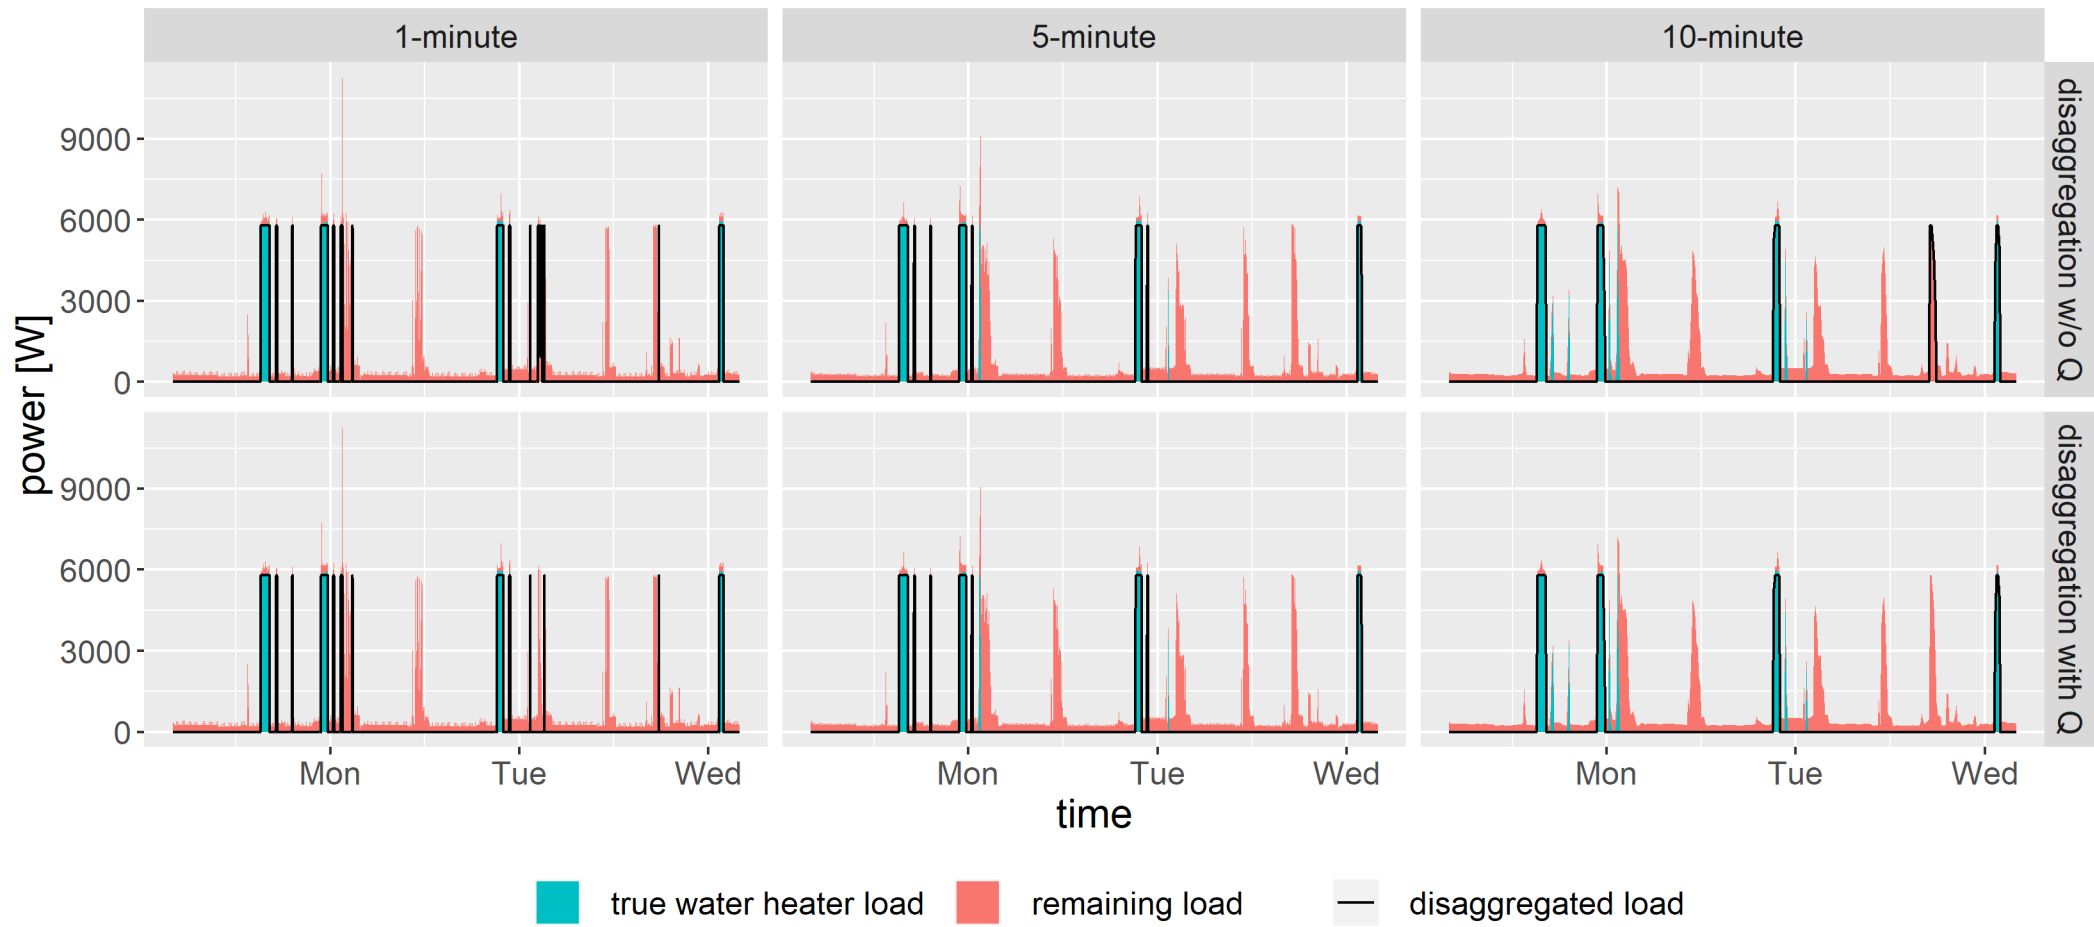 1-minute
5-minute
10-minute
power [W]
9000
6000
3000
0
disaggregation w/o Q
9000
6000
3000
0
disaggregation with Q
Mon
Tue
Wed
Mon
Tue
Wed
Mon
Tue
Wed
time
true water heater load
remaining load
disaggregated load